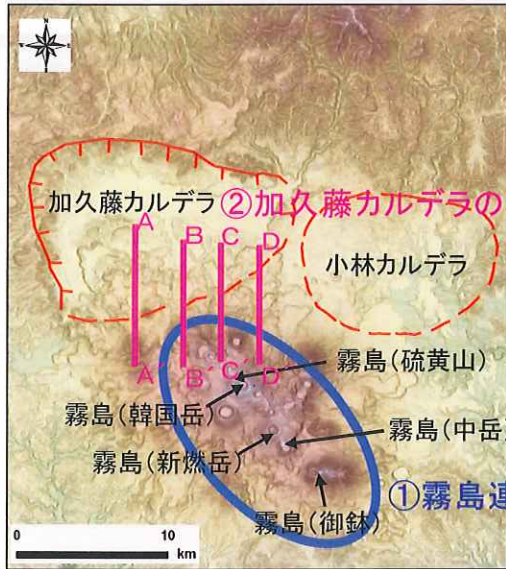 加久藤カルデラ
②加久藤カルデラの
A
B
C
D
小林カルデラ
A´
B´
C´
D
霧島(硫黄山)
霧島(韓国岳)
霧島(中岳)
霧島(新燃岳)
①霧島連
霧島(御鉢)
0
10
km